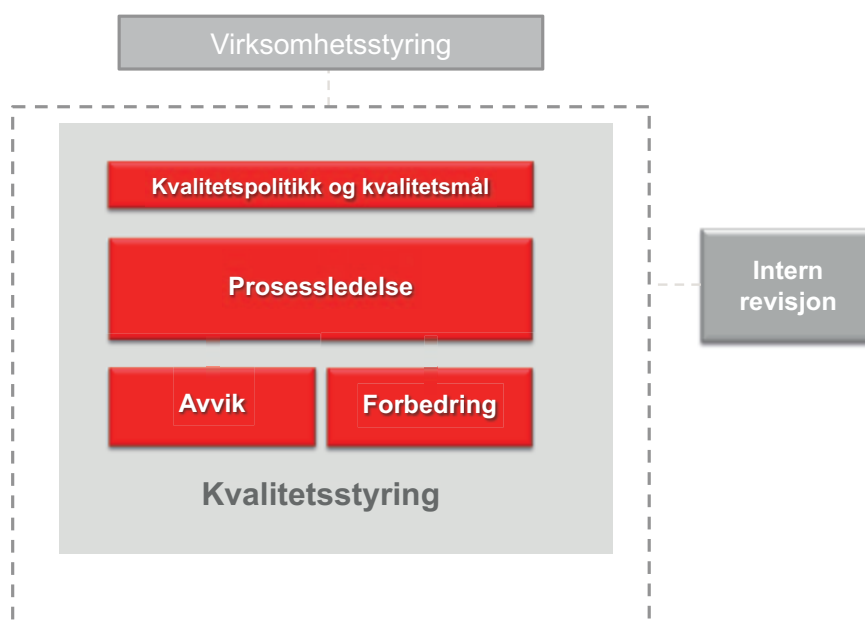 Virksomhetsstyring
Kvalitetspolitikk og kvalitetsmål
Prosessledelse
Intern
revisjon
Avvik
Forbedring
Kvalitetsstyring